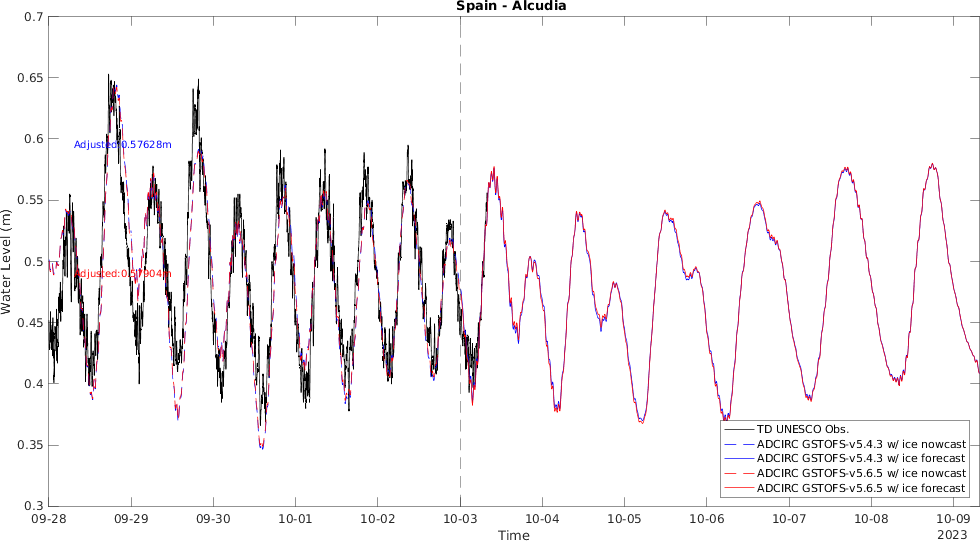 Spain - Alcudia
0.7
0.65
0.6
0.55
0.5
0.45
0.4
0.35
0.3
Water Level (m)
Adjusted:0.57628m
Adjusted:0.57904m
TD UNESCO Obs.
ADCIRC GSTOFS-v5.4.3 w/ ice nowcast
ADCIRC GSTOFS-v5.4.3 w/ ice forecast
ADCIRC GSTOFS-v5.6.5 w/ ice nowcast
ADCIRC GSTOFS-v5.6.5 w/ ice forecast
09-28 09-29 09-30 10-01 10-02 10-03 10-04 10-05 10-06 10-07 10-08 10-09
Time
2023